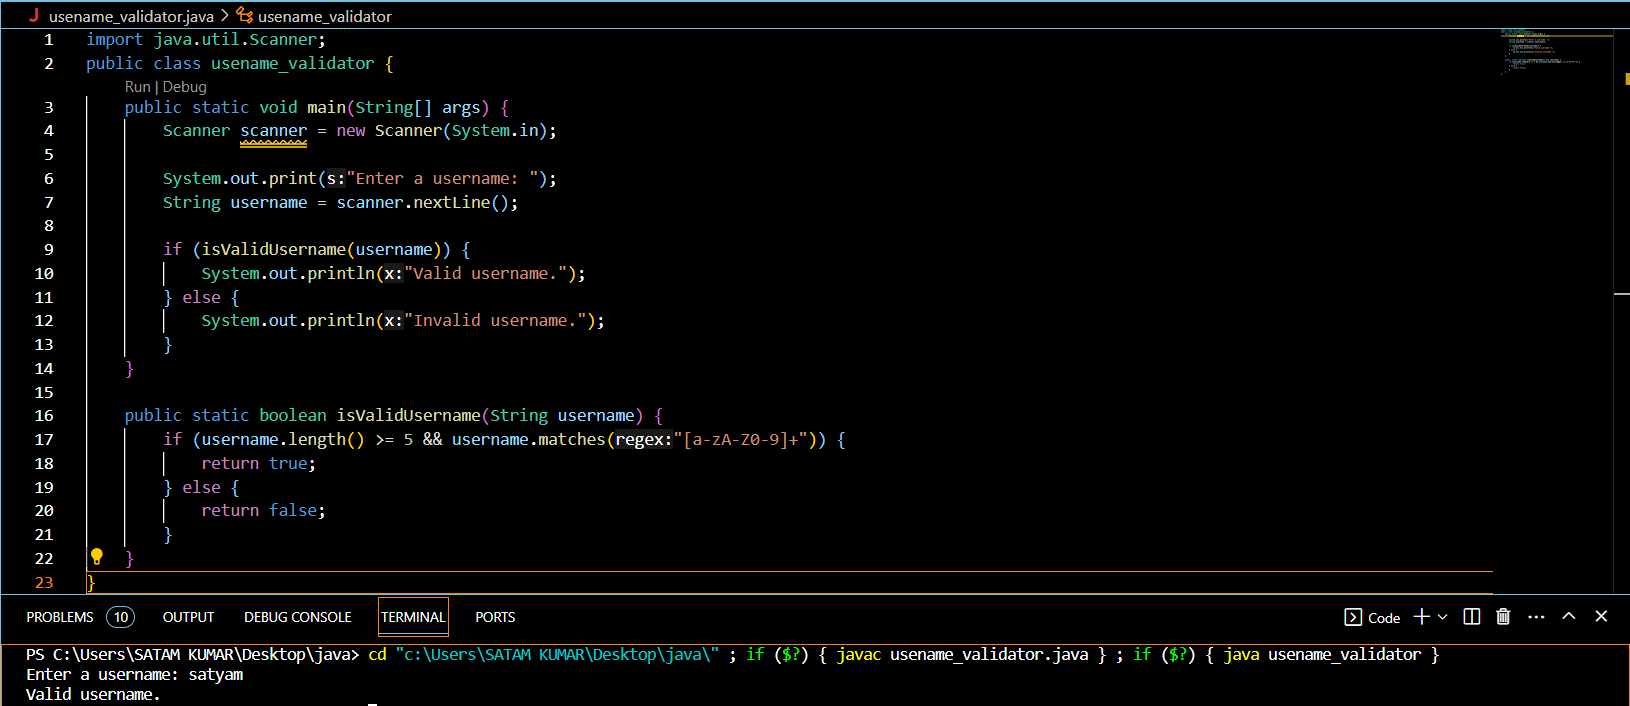 usename_validator.java > usename_validator
1 import java.util.Scanner;
2 public class usename_validator {
Run | Debug
3 public static void main(String[] args) {
4 Scanner scanner = new Scanner(System.in);
5
6 System.out.print(s:"Enter a username: ");
7 String username = scanner.nextLine();
8
9 if (isValidUsername(username)) {
10 System.out.println(x:"Valid username.");
11 } else {
12 System.out.println(x:"Invalid username.");
13 }
14 }
15
16 public static boolean isValidUsername(String username) {
17 if (username.length() >= 5 && username.matches(regex:"[a-zA-Z0-9]+")) {
18 return true;
19 } else {
20 return false;
21 }
22 }
23 }
PROBLEMS 10 OUTPUT DEBUG CONSOLE TERMINAL PORTS Code
PS C:\Users\SATAM KUMAR\Desktop\java> cd "c:\Users\SATAM KUMAR\Desktop\java\" ; if ($?) { javac usename_validator.java } ; if ($?) { java usename_validator }
Enter a username: satyam
Valid username.